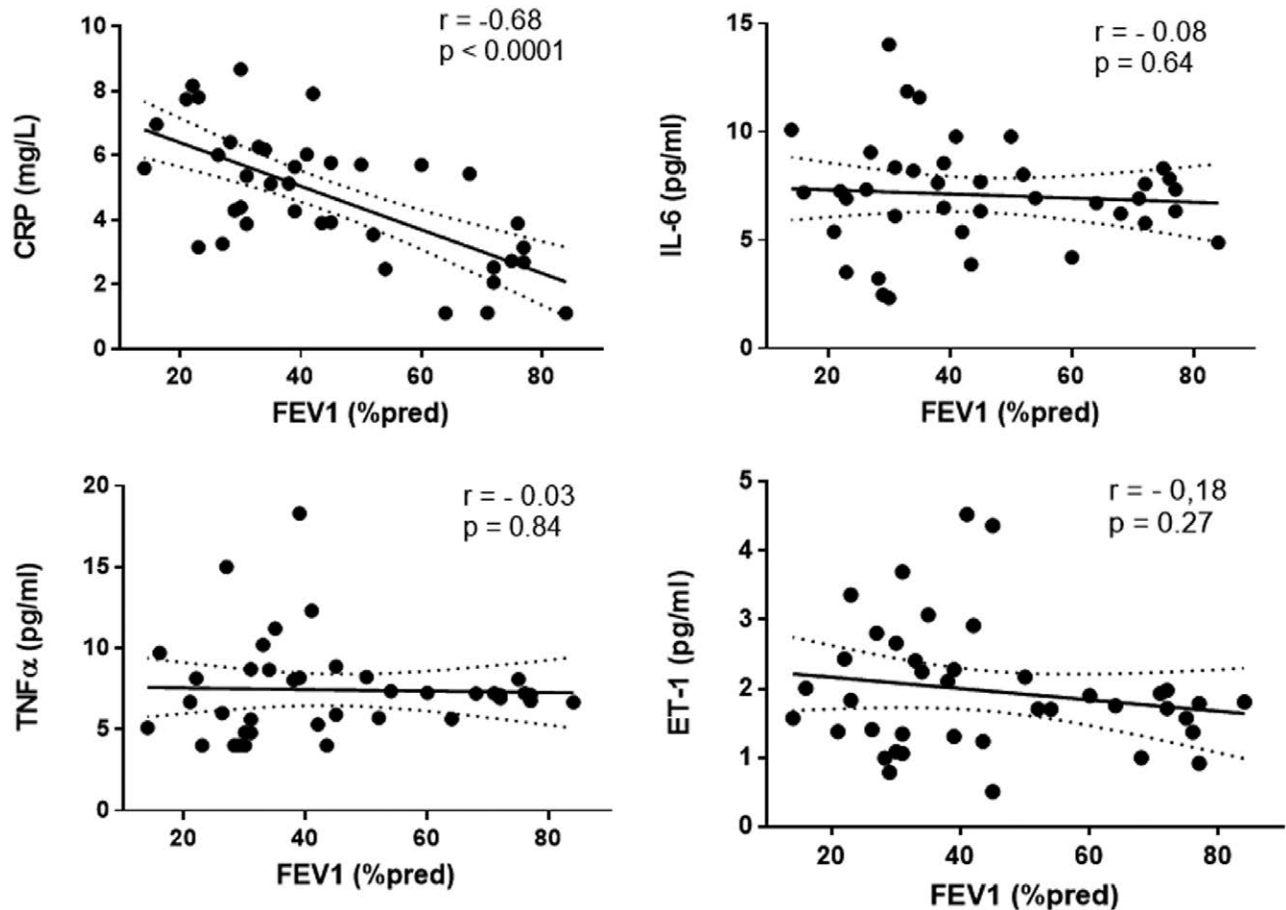 r = -0.68
p < 0.0001
CRP (mg/L)
10
8
6
4
2
0
20 40 60 80
FEV1 (%pred)
r = - 0.08
p = 0.64
IL-6 (pg/ml)
15
10
5
0
20 40 60 80
FEV1 (%pred)
r = - 0.03
p = 0.84
TNFα (pg/ml)
20
15
10
5
0
20 40 60 80
FEV1 (%pred)
r = - 0,18
p = 0.27
ET-1 (pg/ml)
5
4
3
2
1
0
20 40 60 80
FEV1 (%pred)